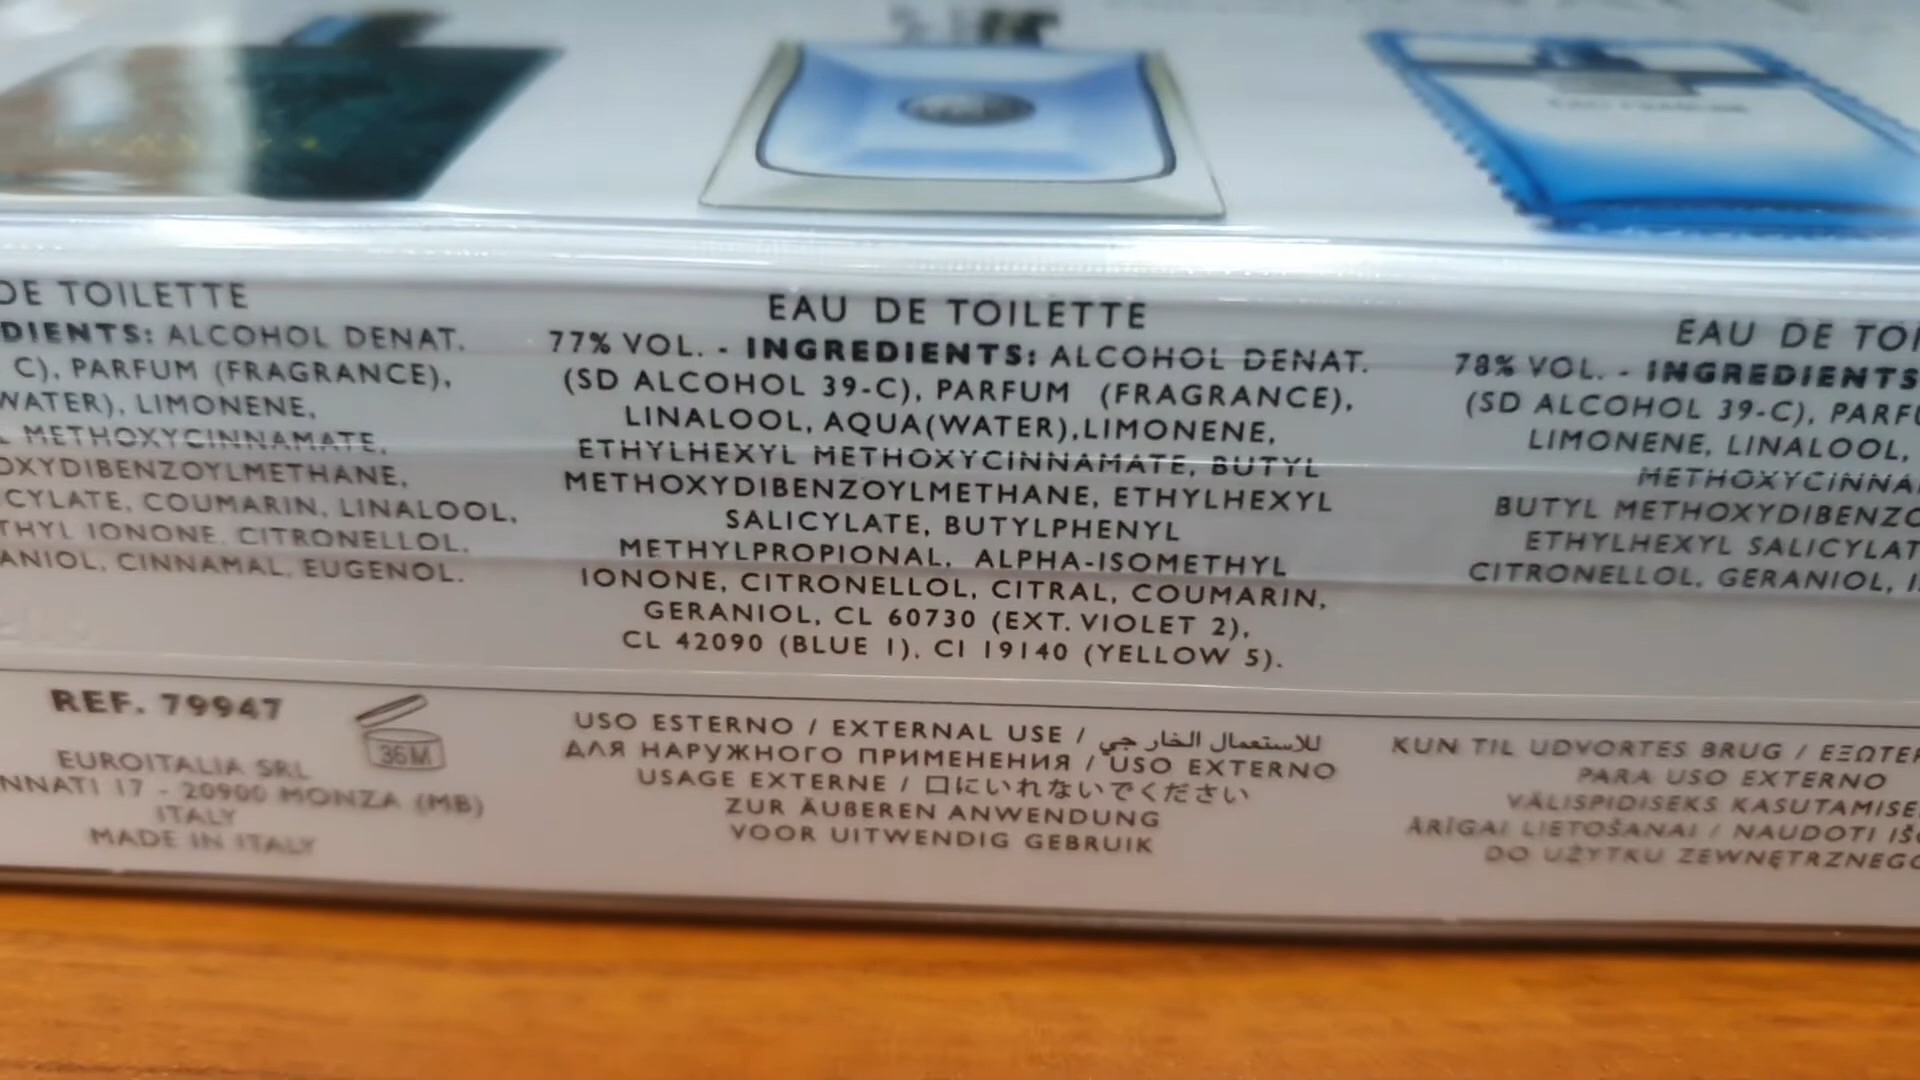 DE TOILETTE
DIENTS: ALCOHOL DENAT.
C), PARFUM (FRAGRANCE),
WATER), LIMONENE,
METHOXYCINNAMATE,
OXYDIBENZOYLMETHANE,
CYLATE, COUMARIN, LINALOOL,
THYL IONONE, CITRONELLOL,
ANIOL, CINNAMAL, EUGENOL.
EAU DE TOILETTE
77% VOL. - INGREDIENTS: ALCOHOL DENAT.
(SD ALCOHOL 39-C), PARFUM (FRAGRANCE),
LINALOOL, AQUA(WATER),LIMONENE,
ETHYLHEXYL METHOXYCINNAMATE, BUTYL
METHOXYDIBENZOYLMETHANE, ETHYLHEXYL
SALICYLATE, BUTYLPHENYL
METHYLPROPIONAL, ALPHA-ISOMETHYL
IONONE, CITRONELLOL, CITRAL, COUMARIN,
GERANIOL, CL 60730 (EXT. VIOLET 2),
CL 42090 (BLUE 1), CI 19140 (YELLOW 5).
EAU DE TOI
78% VOL. - INGREDIENTS
(SD ALCOHOL 39-C), PARFU
LIMONENE, LINALOOL,
METHOXYCINNA
BUTYL METHOXYDIBENZO
ETHYLHEXYL SALICYLAT
CITRONELLOL, GERANIOL,
REF. 79947
36M
EUROITALIA SRL
NNATI 17 - 20900 MONZA (MB)
ITALY
MADE IN ITALY
USO ESTERNO / EXTERNAL USE / للاستعمال الخارجي
ДЛЯ НАРУЖНОГО ПРИМЕНЕНИЯ / USO EXTERNO
USAGE EXTERNE / 口にいれないでください
ZUR ÄUßEREN ANWENDUNG
VOOR UITWENDIG GEBRUIK
KUN TIL UDVORTES BRUG / ΕΞΩΤΕΡ
PARA USO EXTERNO
VÄLISPIDISEKS KASUTAMISE
ĀRĪGAI LIETOŠANAI / NAUDOTI IŠO
DO UŻYTKU ZEWNĘTRZNEGO